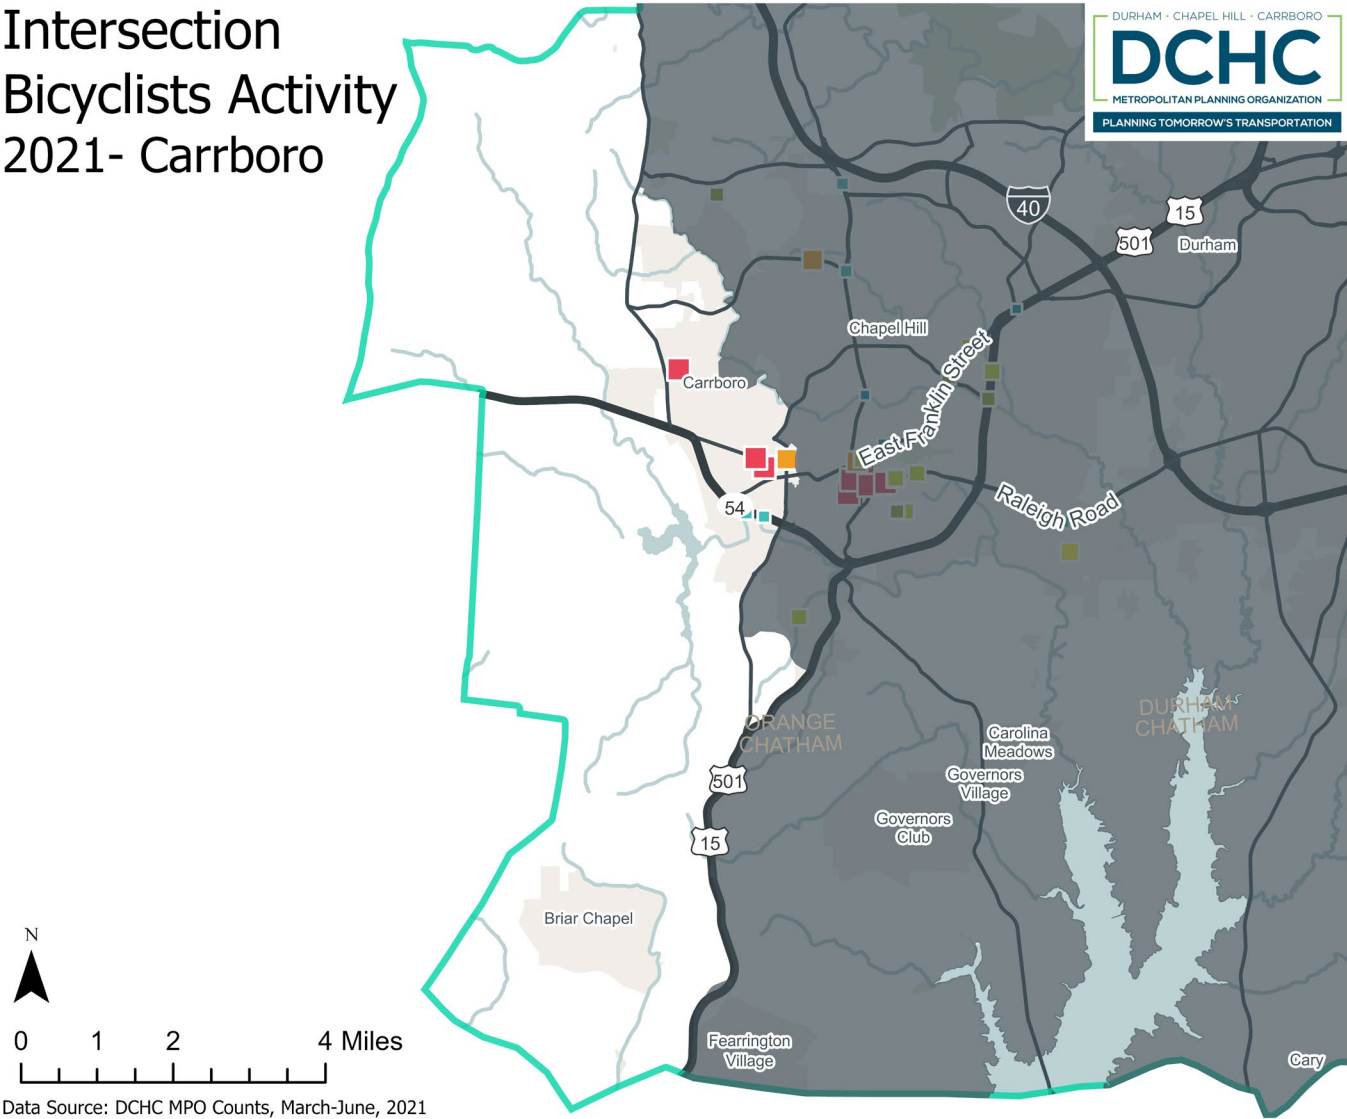 Intersection
Bicyclists Activity
2021- Carrboro
DURHAM · CHAPEL HILL · CARRBORO
DCHC
METROPOLITAN PLANNING ORGANIZATION
PLANNING TOMORROW'S TRANSPORTATION
40
15
501
Durham
Chapel Hill
East Franklin Street
Carrboro
54
Raleigh Road
ORANGE
CHATHAM
DURHAM
CHATHAM
Carolina
Meadows
Governors
Village
501
Governors
Club
15
Briar Chapel
N
0 1 2 4 Miles
Fearrington
Village
Cary
Data Source: DCHC MPO Counts, March-June, 2021